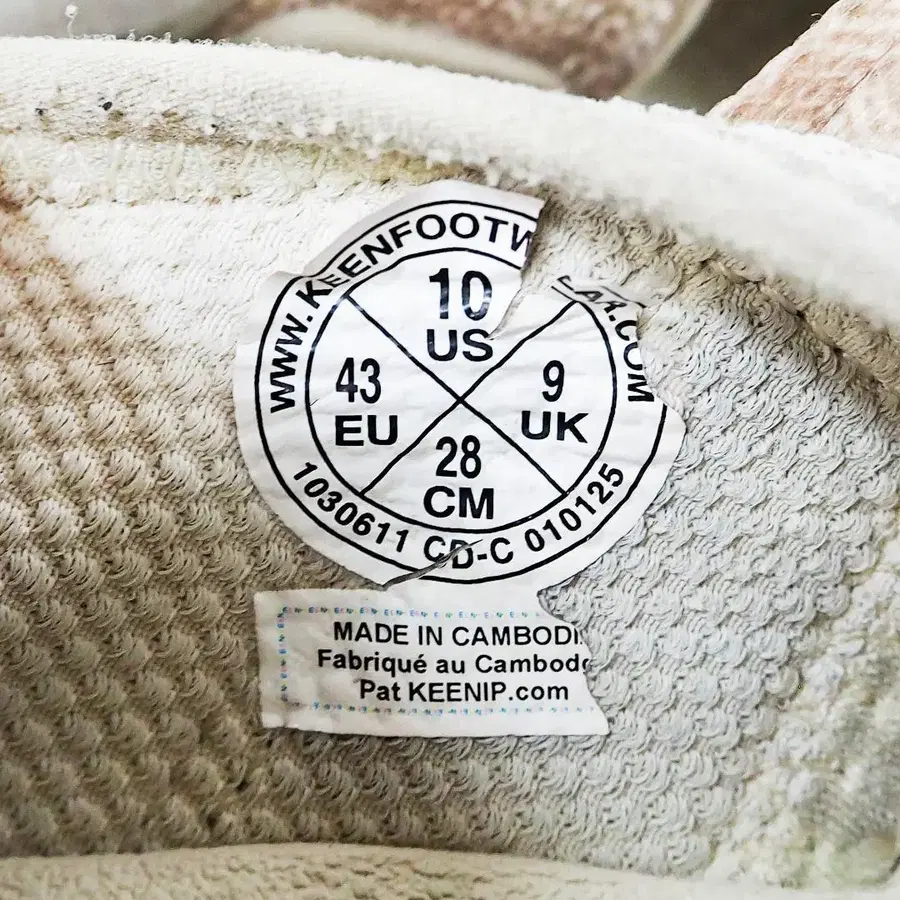 WWW.KEENFOOTW EAR.COM
10
US
43
EU
9
UK
28
CM
1030611 CD-C 010125
MADE IN CAMBODI
Fabriqué au Cambodg
Pat KEENIP.com